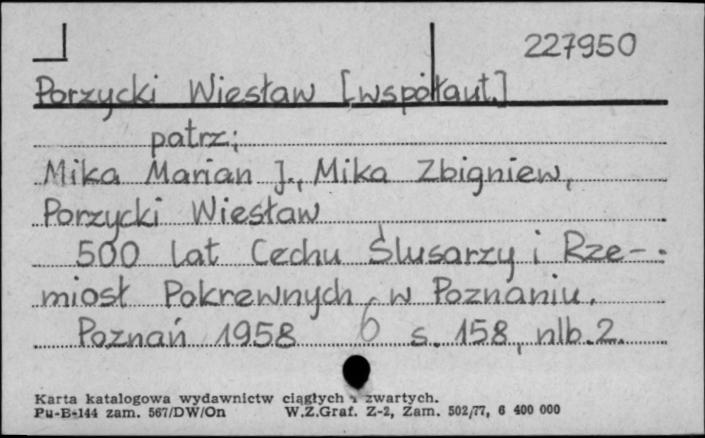 227950
Porzycki Wiesław [współaut.]
patrz:
Mika Marian J., Mika Zbigniew,
Porzycki Wiesław
500 lat Cechu Ślusarzy i Rze-
miosł Pokrewnych w Poznaniu.
Poznań 1958 6 s. 158, nlb. 2.
Karta katalogowa wydawnictw ciągłych i zwartych.
Pu-B-144 zam. 567/DW/On W.Z.Graf. Z-2, Zam. 502/77, 6 400 000